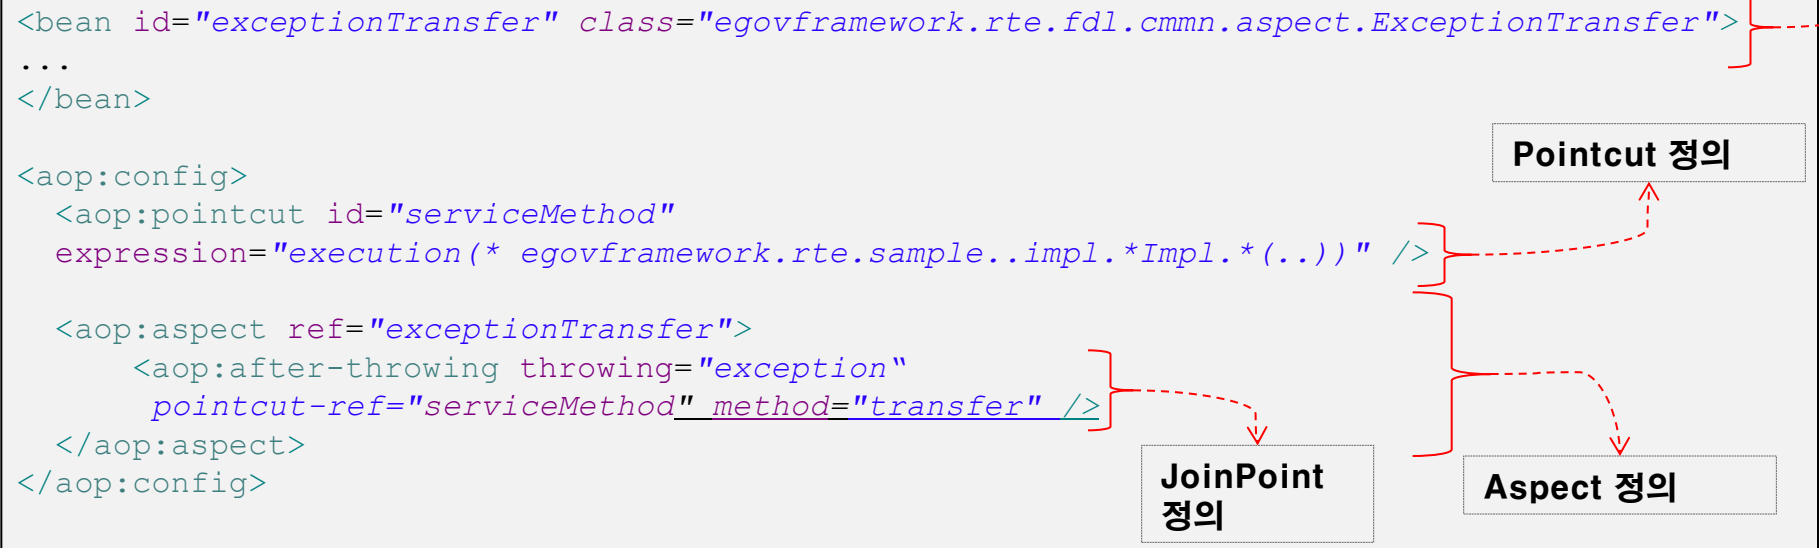 <bean id="exceptionTransfer" class="egovframework.rte.fdl.cmmn.aspect.ExceptionTransfer">
...
</bean>
Pointcut 정의
<aop:config>
<aop:pointcut id="serviceMethod"
expression="execution(* egovframework.rte.sample..impl.*Impl.*(..))" />
<aop:aspect ref="exceptionTransfer">
<aop:after-throwing throwing="exception“
pointcut-ref="serviceMethod" method="transfer" />
</aop:aspect>
</aop:config>
JoinPoint
정의
Aspect 정의